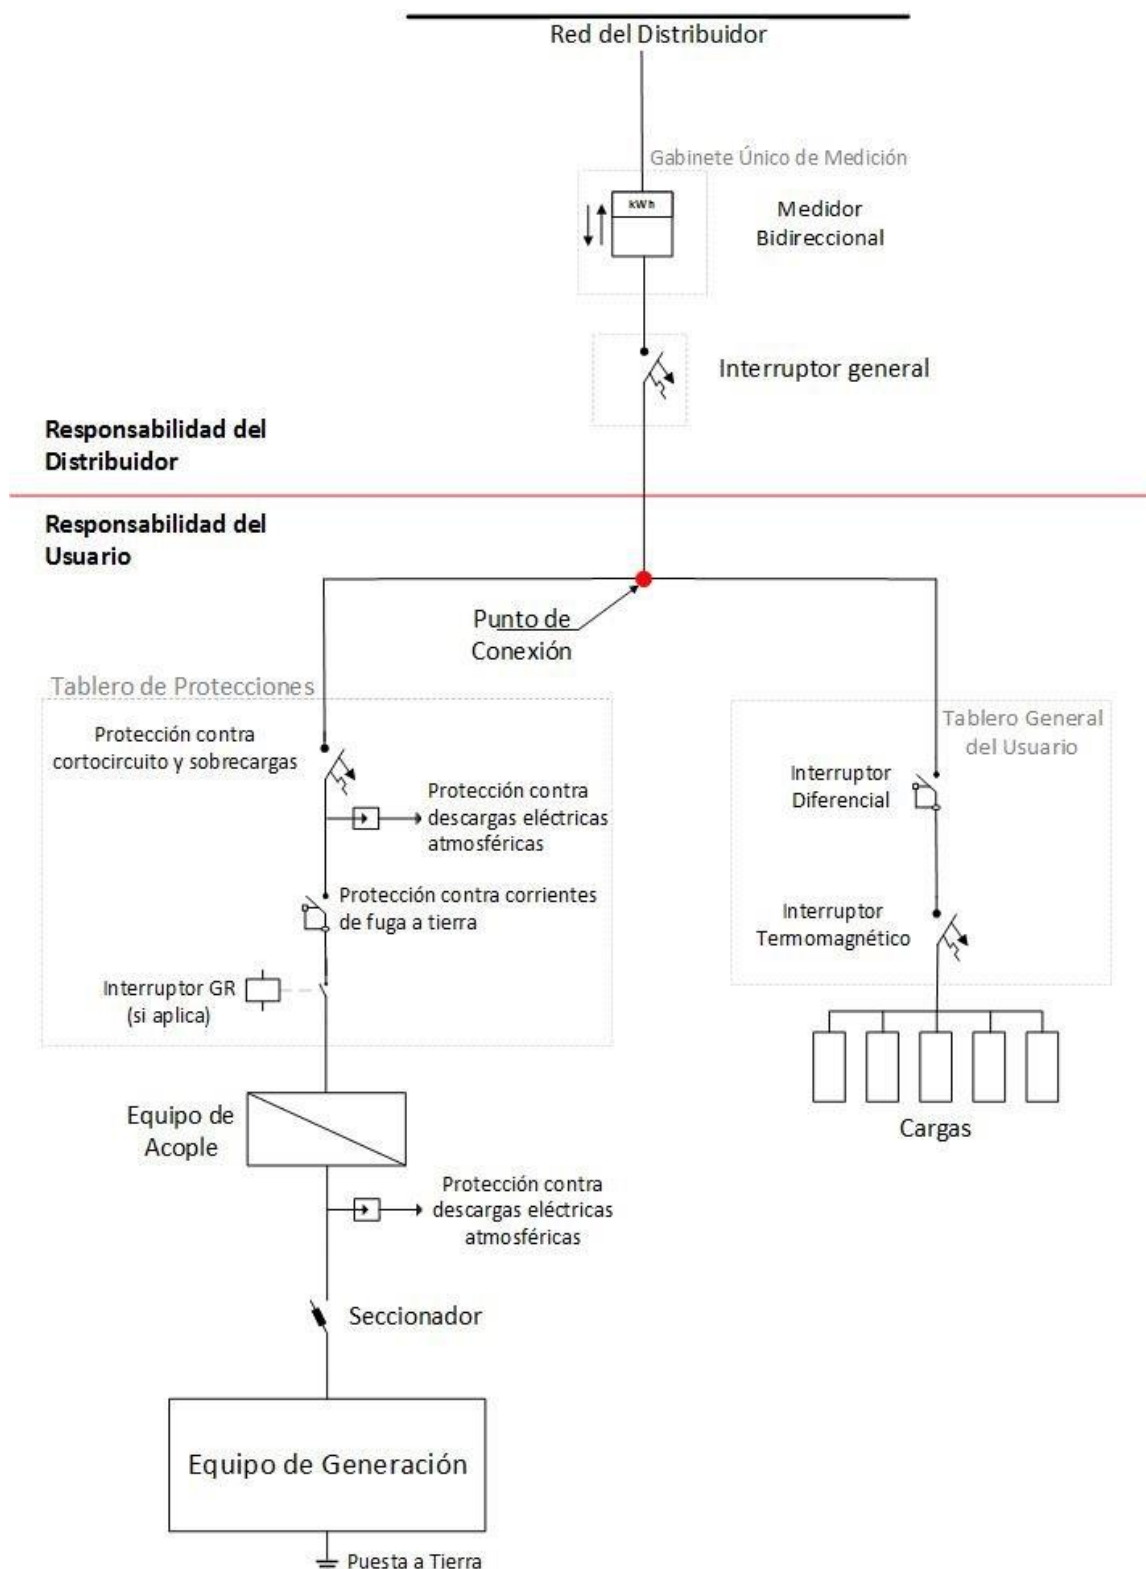 Red del Distribuidor
Gabinete Único de Medición
kWh
Medidor
Bidireccional
Interruptor general
Responsabilidad del
Distribuidor
Responsabilidad del
Usuario
Punto de
Conexión
Tablero de Protecciones
Protección contra
cortocircuito y sobrecargas
Protección contra
descargas eléctricas
atmosféricas
Protección contra corrientes
de fuga a tierra
Interruptor GR
(si aplica)
Tablero General
del Usuario
Interruptor
Diferencial
Interruptor
Termomagnético
Cargas
Equipo de
Acople
Protección contra
descargas eléctricas
atmosféricas
Seccionador
Equipo de Generación
Puesta a Tierra